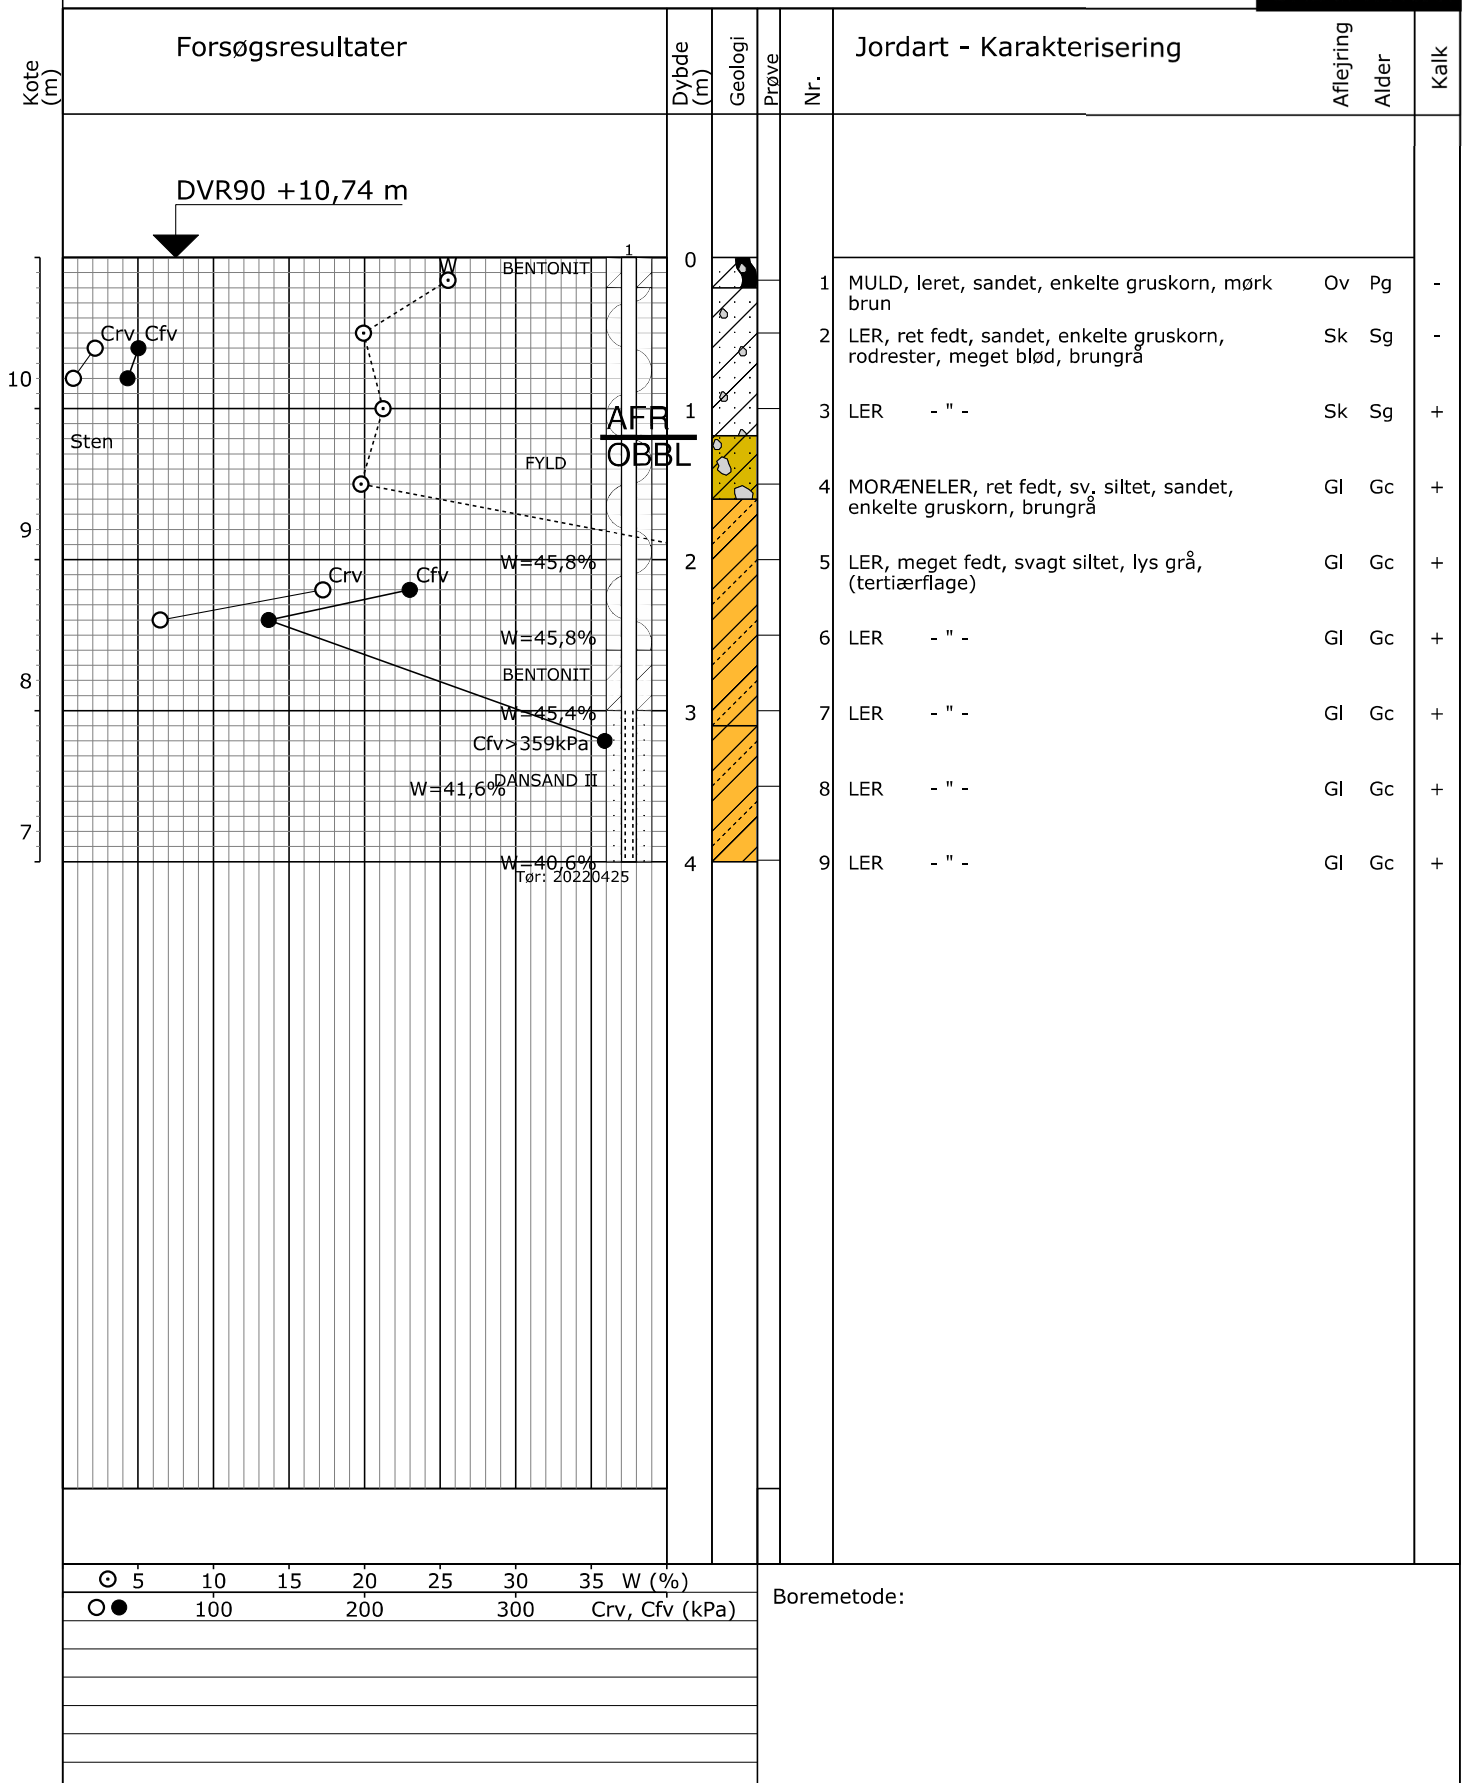 Kote (m)
Forsøgsresultater
Dybde (m)
Geologi
Prøve
Nr.
Jordart - Karakterisering
Aflejring
Alder
Kalk
DVR90 +10,74 m
1
W
BENTONIT
0
1 MULD, leret, sandet, enkelte gruskorn, mørk Ov Pg -
brun
Crv Cfv
2 LER, ret fedt, sandet, enkelte gruskorn, Sk Sg -
rodrester, meget blød, brungrå
10
AFR
1
3 LER - " - Sk Sg +
Sten
OBBL
FYLD
4 MORÆNELER, ret fedt, sv. siltet, sandet, Gl Gc +
enkelte gruskorn, brungrå
9
W=45,8%
2
5 LER, meget fedt, svagt siltet, lys grå, Gl Gc +
(tertiærflage)
Crv Cfv
W=45,8%
6 LER - " - Gl Gc +
8
BENTONIT
W=45,4%
3
7 LER - " - Gl Gc +
Cfv>359kPa
DANSAND II
W=41,6%
8 LER - " - Gl Gc +
7
W=40,6%
4
9 LER - " - Gl Gc +
Tør: 20220425
5 10 15 20 25 30 35 W (%)
100 200 300 Crv, Cfv (kPa)
Boremetode: